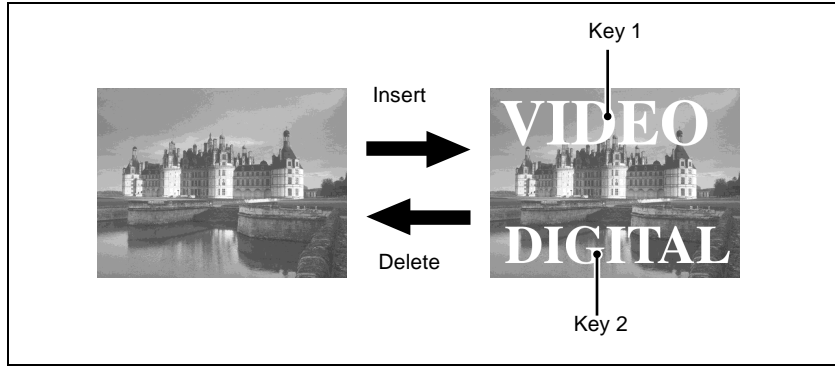 Key 1
Insert
VIDEO
DIGITAL
Delete
Key 2